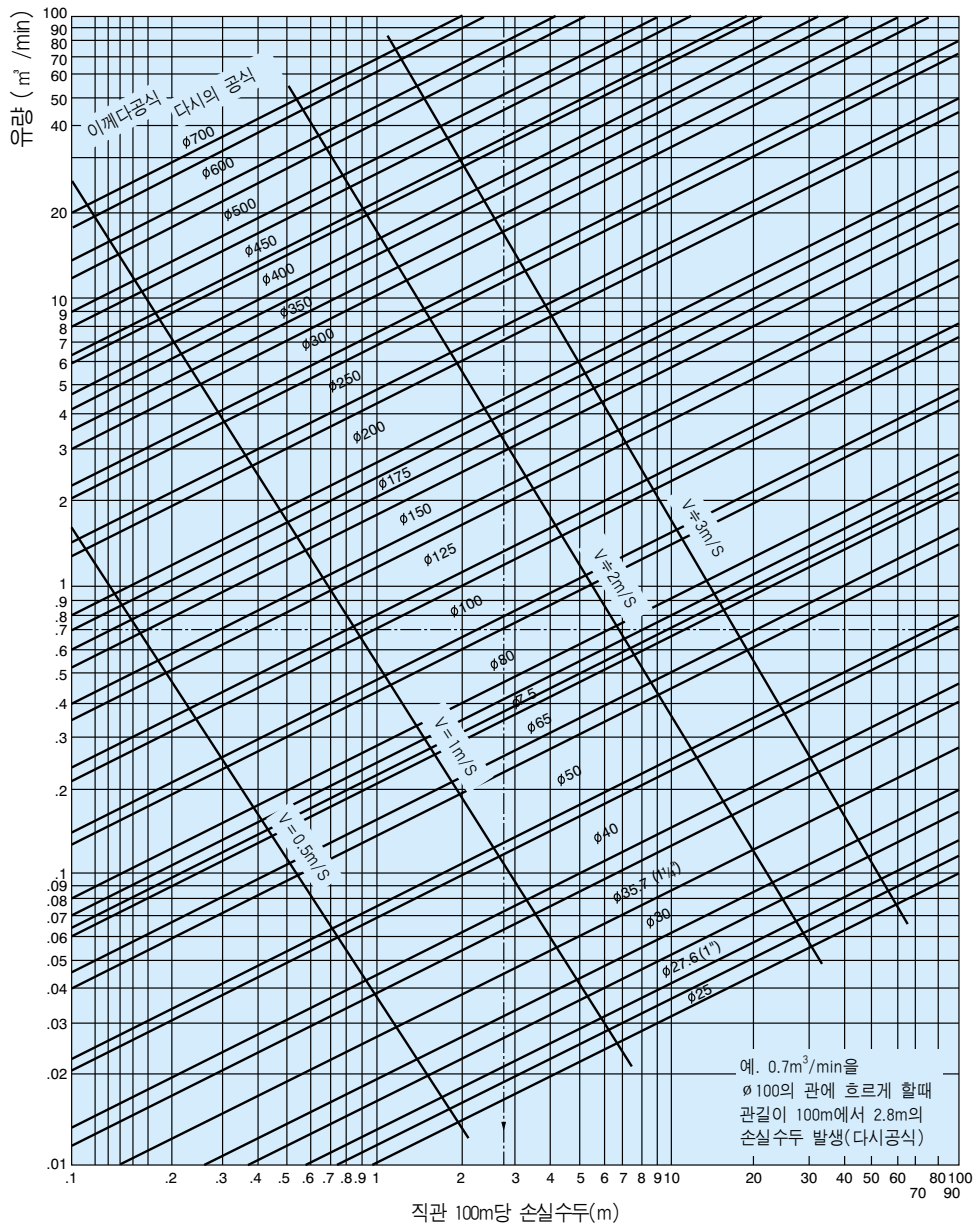 유량 (m³/min)
100
90
80
70
60
50
40
20
10
9
8
7
6
5
4
3
2
1
.9
.8
.7
.6
.5
.4
.3
.2
.1
.09
.08
.07
.06
.05
.04
.03
.02
.01
이께다공식
다시의 공식
ø700
ø600
ø500
ø450
ø400
ø350
ø300
ø250
ø200
ø175
ø150
ø125
ø100
ø80
ø7.5
ø65
ø50
ø40
ø35.7 (1¼")
ø30
ø27.6(1")
ø25
V=0.5m/S
V=1m/S
V≑2m/S
V≑3m/S
예. 0.7m³/min을
ø100의 관에 흐르게 할때
관길이 100m에서 2.8m의
손실수두 발생(다시공식)
.1 .2 .3 .4 .5 .6 .7 .8 .9 1 2 3 4 5 6 7 8 9 10 20 30 40 50 60 80 100
70 90
직관 100m당 손실수두(m)